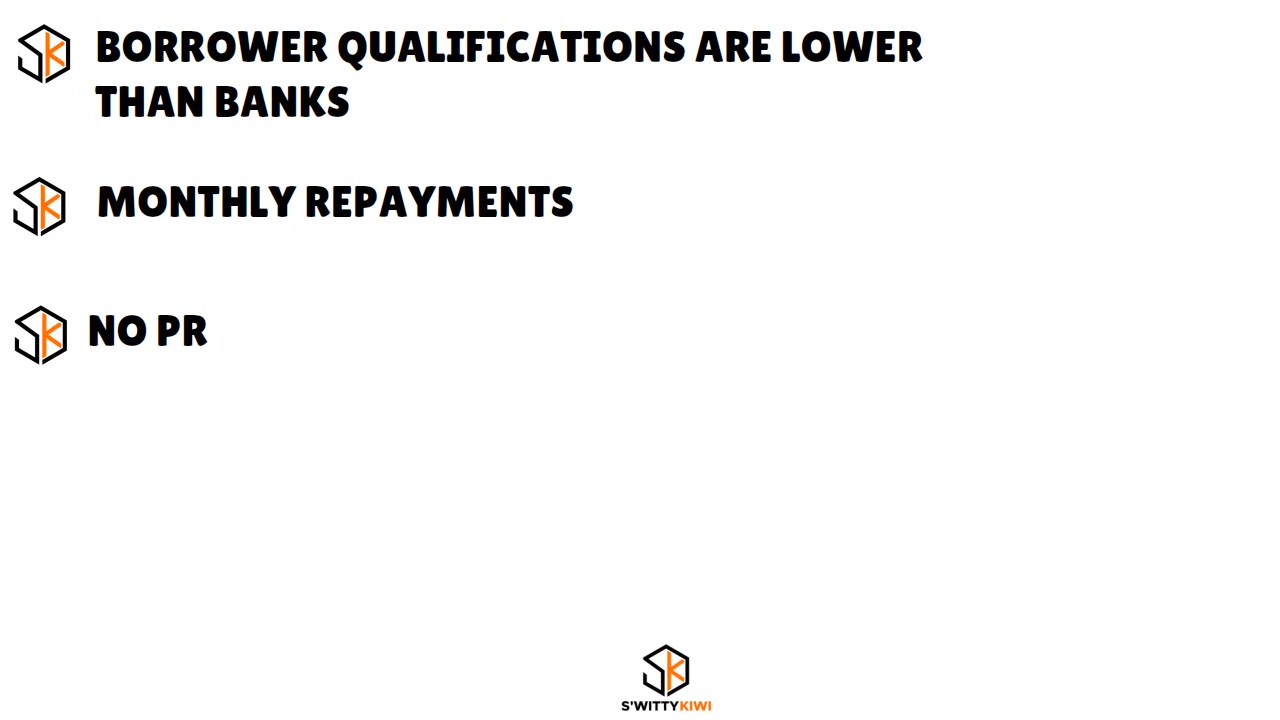 BORROWER QUALIFICATIONS ARE LOWER
THAN BANKS
MONTHLY REPAYMENTS
NO PR
S'WITTYKIWI